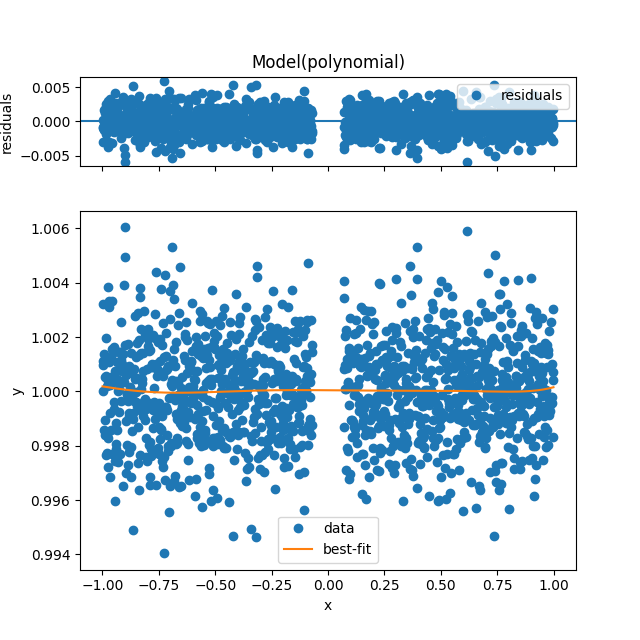 Model(polynomial)
residuals
0.005
0.000
−0.005
residuals
y
1.006
1.004
1.002
1.000
0.998
0.996
0.994
data
best-fit
−1.00 −0.75 −0.50 −0.25 0.00 0.25 0.50 0.75 1.00
x